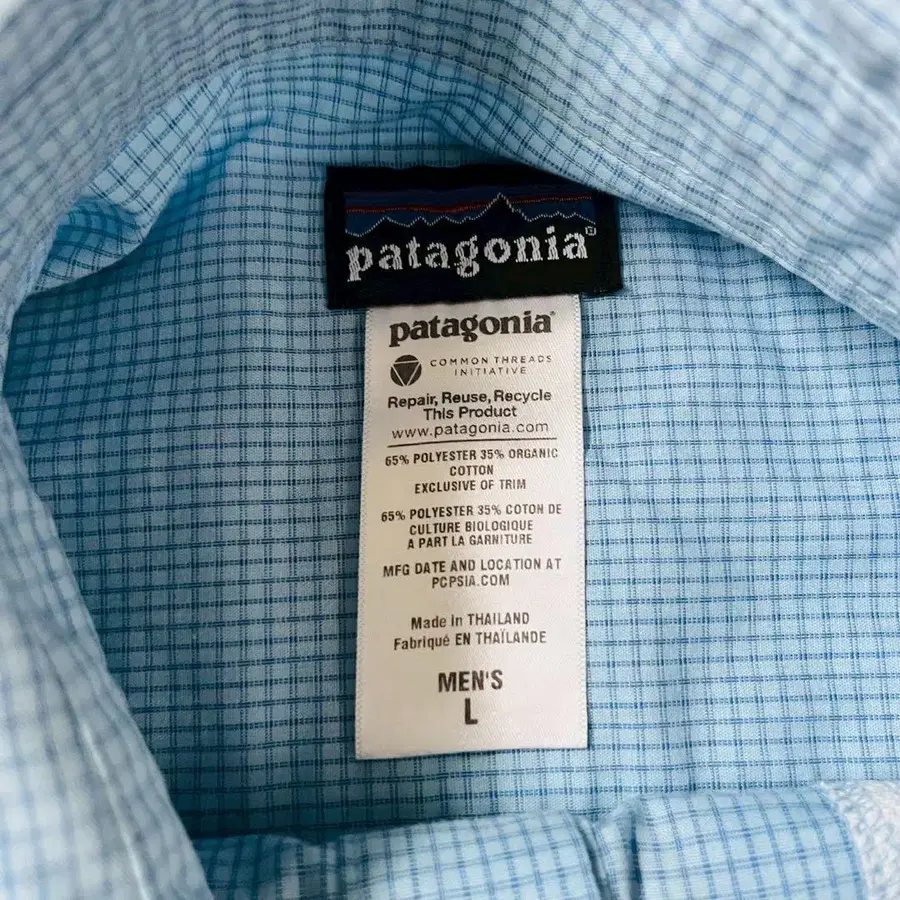 patagonia®
patagonia®
COMMON THREADS
INITIATIVE
Repair, Reuse, Recycle
This Product
www.patagonia.com
65% POLYESTER 35% ORGANIC
COTTON
EXCLUSIVE OF TRIM
65% POLYESTER 35% COTON DE
CULTURE BIOLOGIQUE
A PART LA GARNITURE
MFG DATE AND LOCATION AT
PCPSIA.COM
Made in THAILAND
Fabriqué EN THAÏLANDE
MEN'S
L